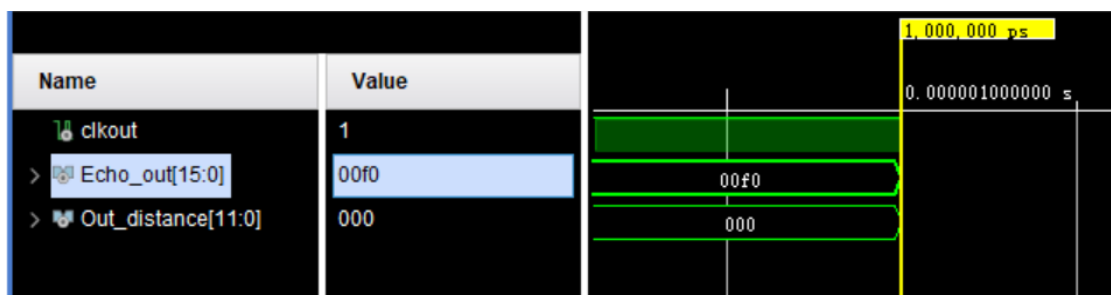 1,000,000 ps
Name Value
0.000001000000 s
clkout 1
Echo_out[15:0] 00f0 00f0
Out_distance[11:0] 000 000